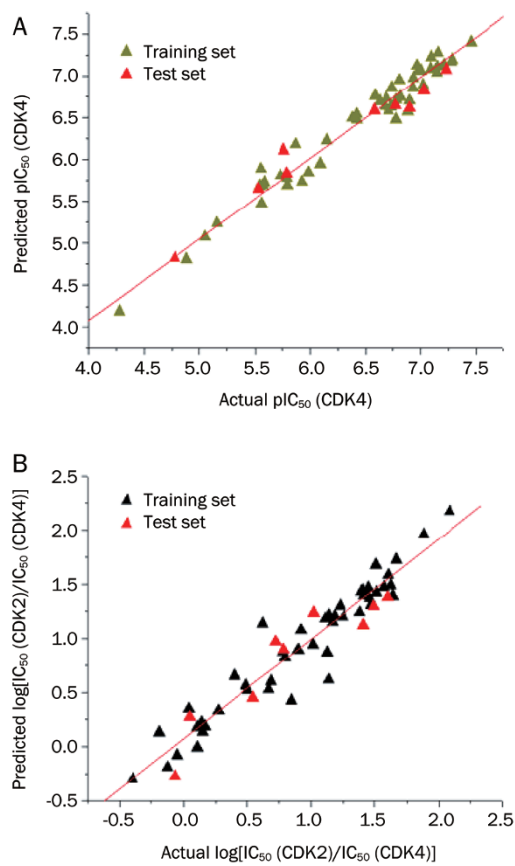 A
7.5
7.0
6.5
6.0
5.5
5.0
4.5
4.0
Predicted pIC₅₀ (CDK4)
Training set
Test set
4.0 4.5 5.0 5.5 6.0 6.5 7.0 7.5
Actual pIC₅₀ (CDK4)
B
2.5
2.0
1.5
1.0
0.5
0.0
-0.5
Predicted log[IC₅₀ (CDK2)/IC₅₀ (CDK4)]
Training set
Test set
-0.5 0.0 0.5 1.0 1.5 2.0 2.5
Actual log[IC₅₀ (CDK2)/IC₅₀ (CDK4)]